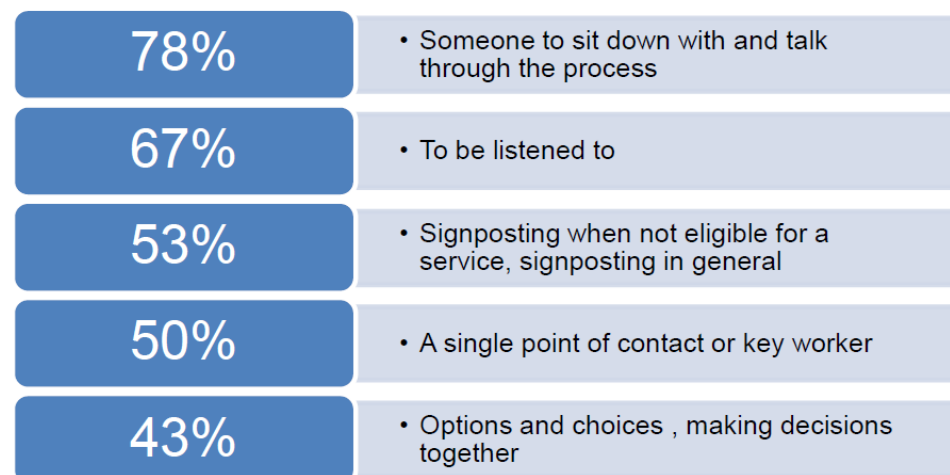 78%
• Someone to sit down with and talk
through the process
67%
• To be listened to
53%
• Signposting when not eligible for a
service, signposting in general
50%
• A single point of contact or key worker
43%
• Options and choices , making decisions
together